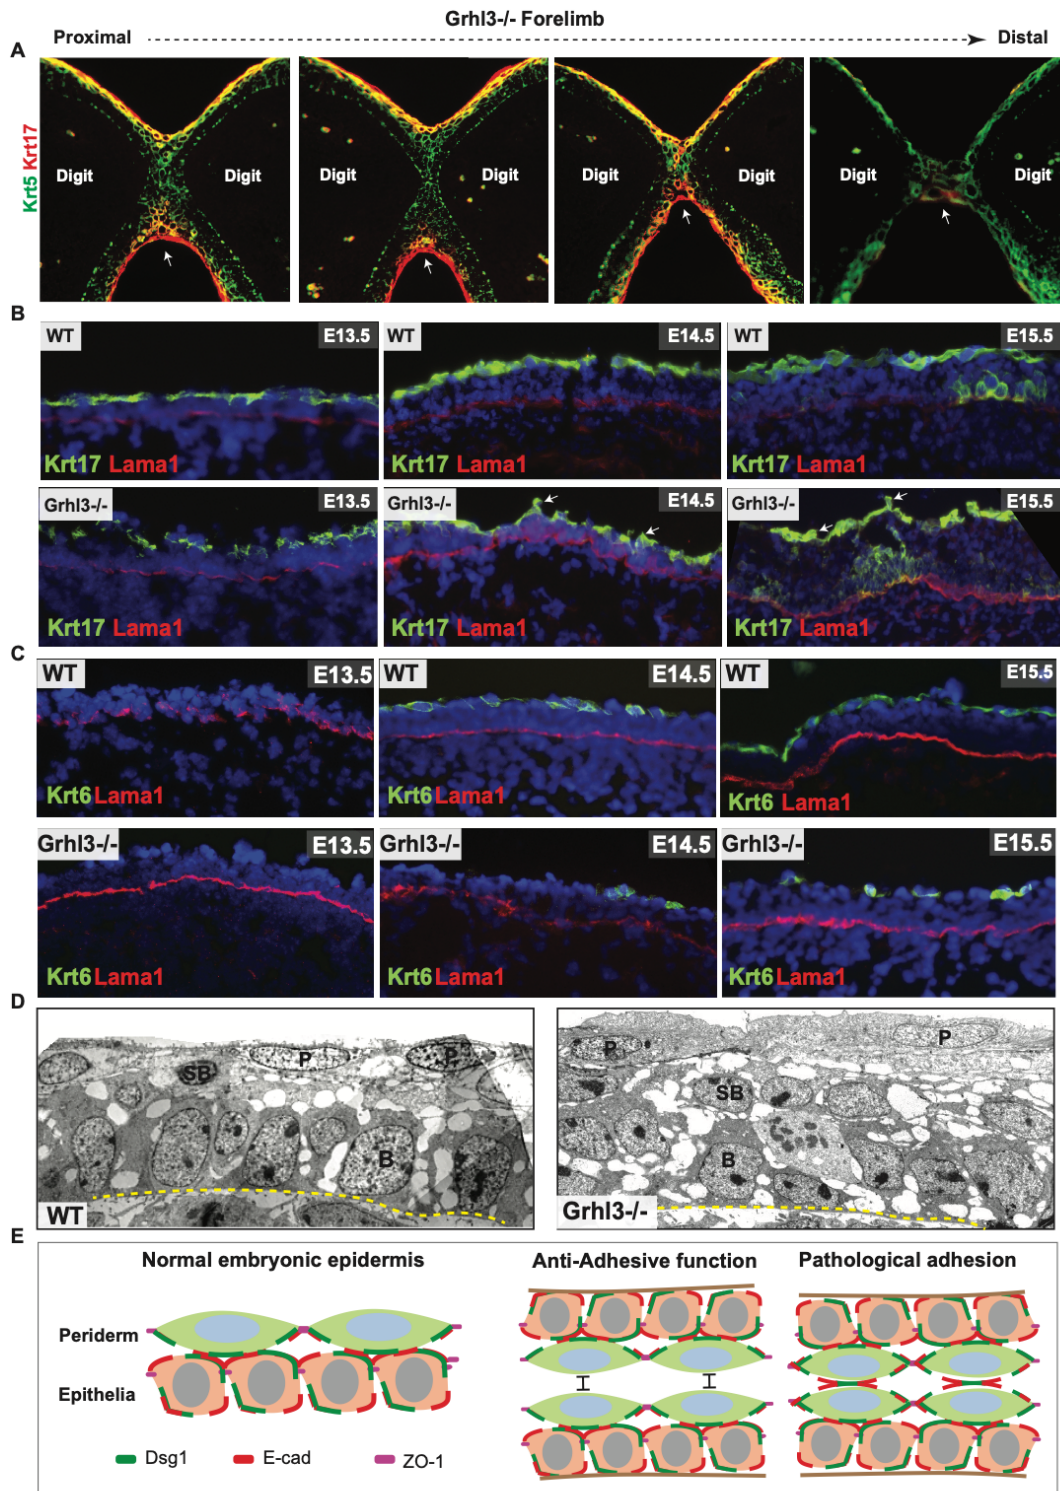 Grhl3-/- Forelimb
Proximal
Distal
A
Krt5 Krt17
Digit
Digit
Digit
Digit
Digit
Digit
Digit
Digit
B
WT
E13.5
Krt17 Lama1
WT
E14.5
Krt17 Lama1
WT
E15.5
Krt17 Lama1
Grhl3-/-
E13.5
Krt17 Lama1
Grhl3-/-
E14.5
Krt17 Lama1
Grhl3-/-
E15.5
Krt17 Lama1
C
WT
E13.5
Krt6 Lama1
WT
E14.5
Krt6 Lama1
WT
E15.5
Krt6 Lama1
Grhl3-/-
E13.5
Krt6 Lama1
Grhl3-/-
E14.5
Krt6 Lama1
Grhl3-/-
E15.5
Krt6 Lama1
D
P
P
SB
B
WT
P
P
SB
B
Grhl3-/-
E
Normal embryonic epidermis
Anti-Adhesive function
Pathological adhesion
Periderm
Epithelia
Dsg1
E-cad
ZO-1